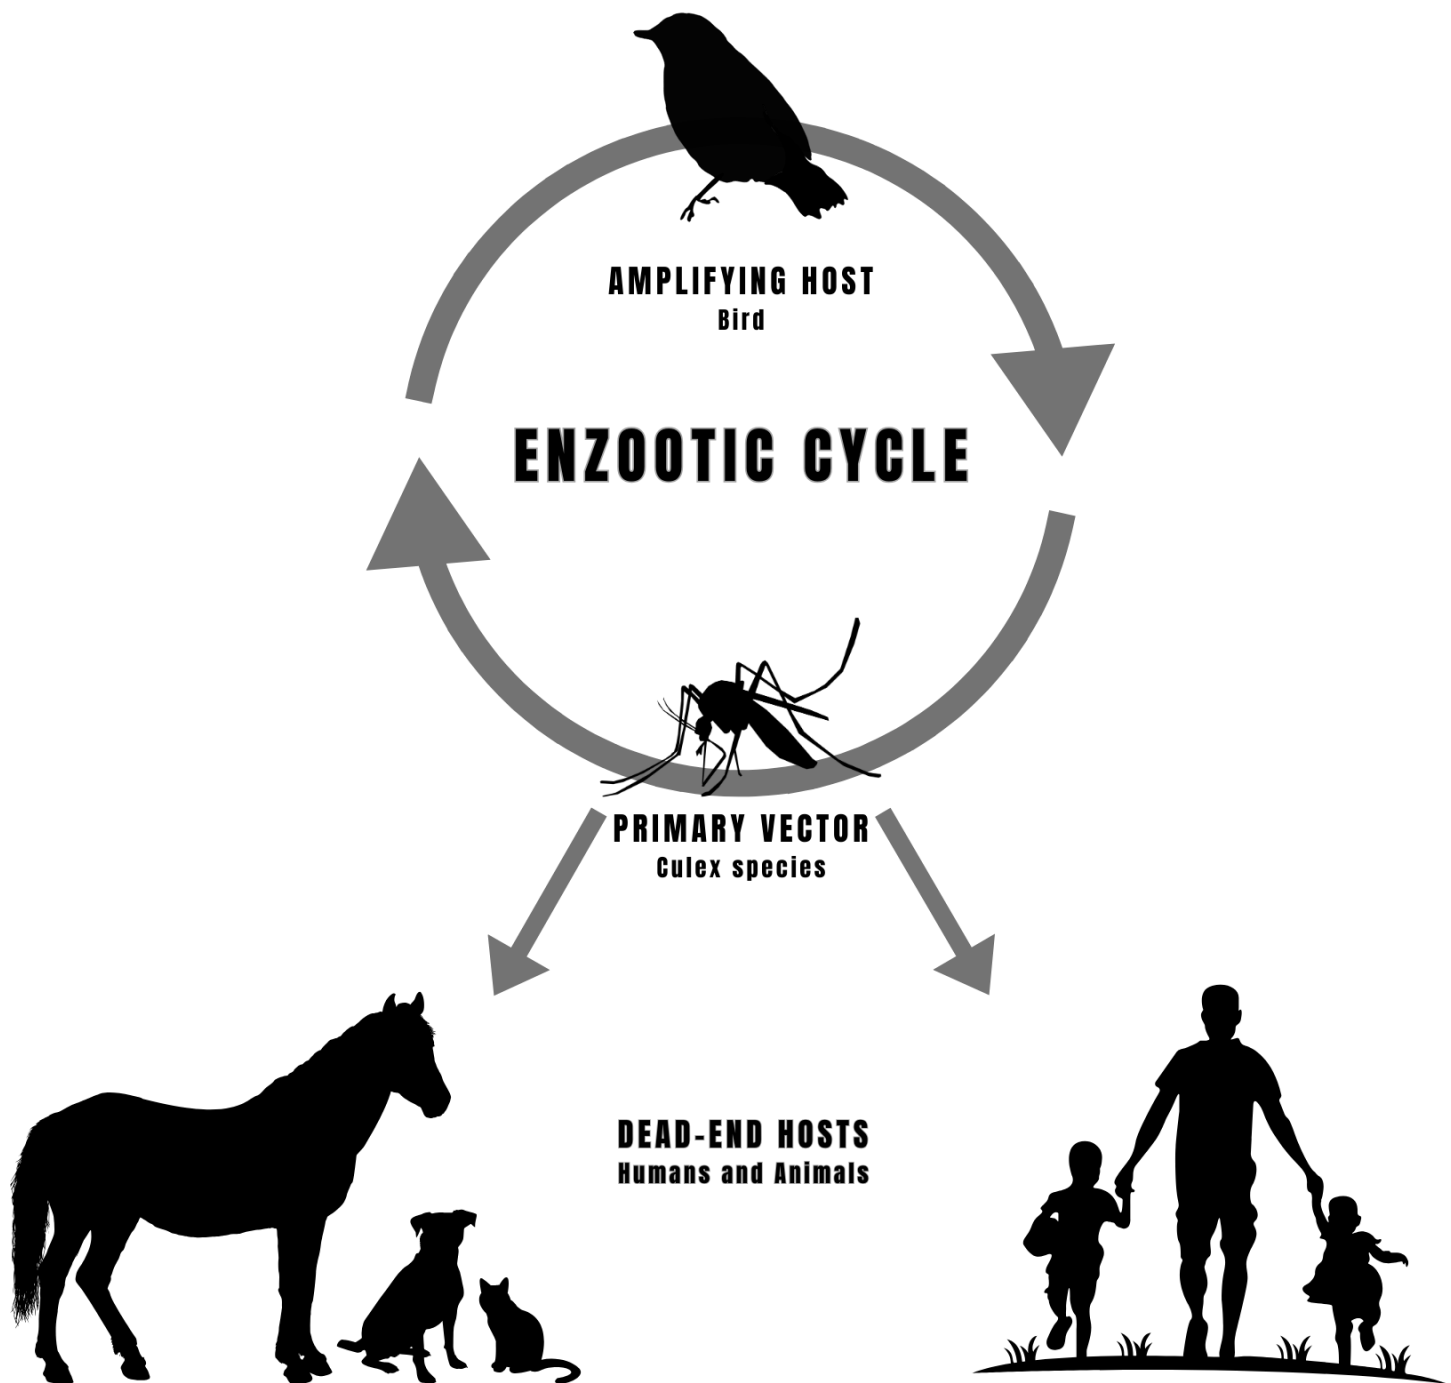 AMPLIFYING HOST
Bird
ENZOOTIC CYCLE
PRIMARY VECTOR
Culex species
DEAD-END HOSTS
Humans and Animals